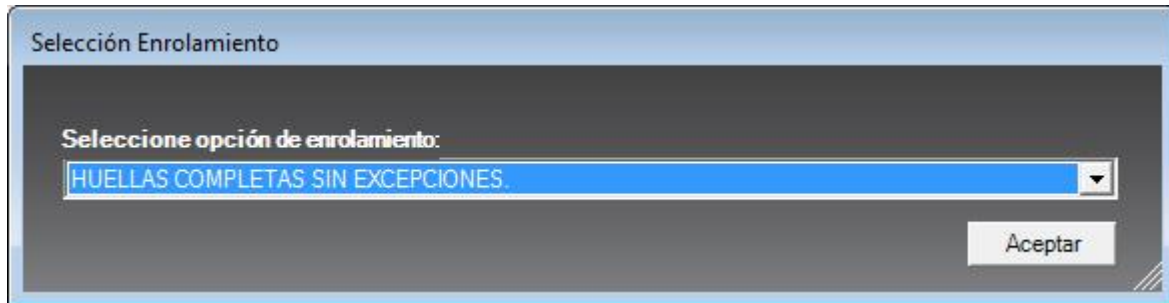 Selección Enrolamiento
Seleccione opción de enrolamiento:
HUELLAS COMPLETAS SIN EXCEPCIONES.
Aceptar